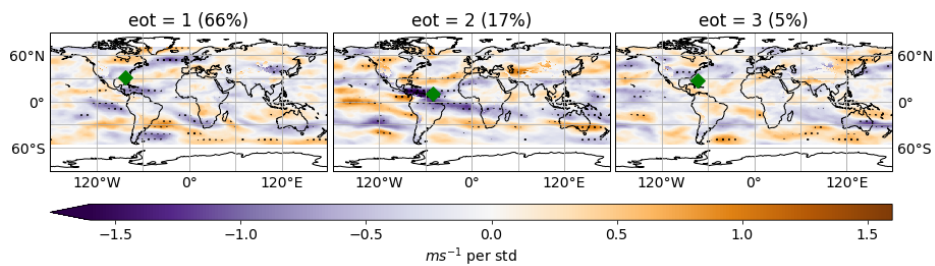 eot = 1 (66%) eot = 2 (17%) eot = 3 (5%)
60°N 60°N
0° 0°
60°S 60°S
120°W 0° 120°E 120°W 0° 120°E 120°W 0° 120°E
−1.5 −1.0 −0.5 0.0 0.5 1.0 1.5
ms⁻¹ per std